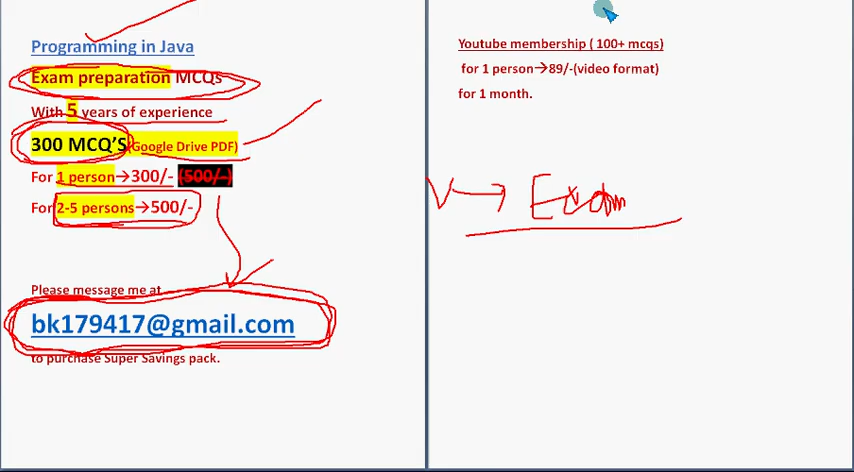 Programming in Java
Exam preparation MCQs
With 5 years of experience
300 MCQ'S(Google Drive PDF)
For 1 person→300/- (500/-)
For 2-5 persons→500/-
Please message me at
bk179417@gmail.com
to purchase Super Savings pack.
Youtube membership ( 100+ mcqs)
for 1 person→89/-(video format)
for 1 month.
V → Exam